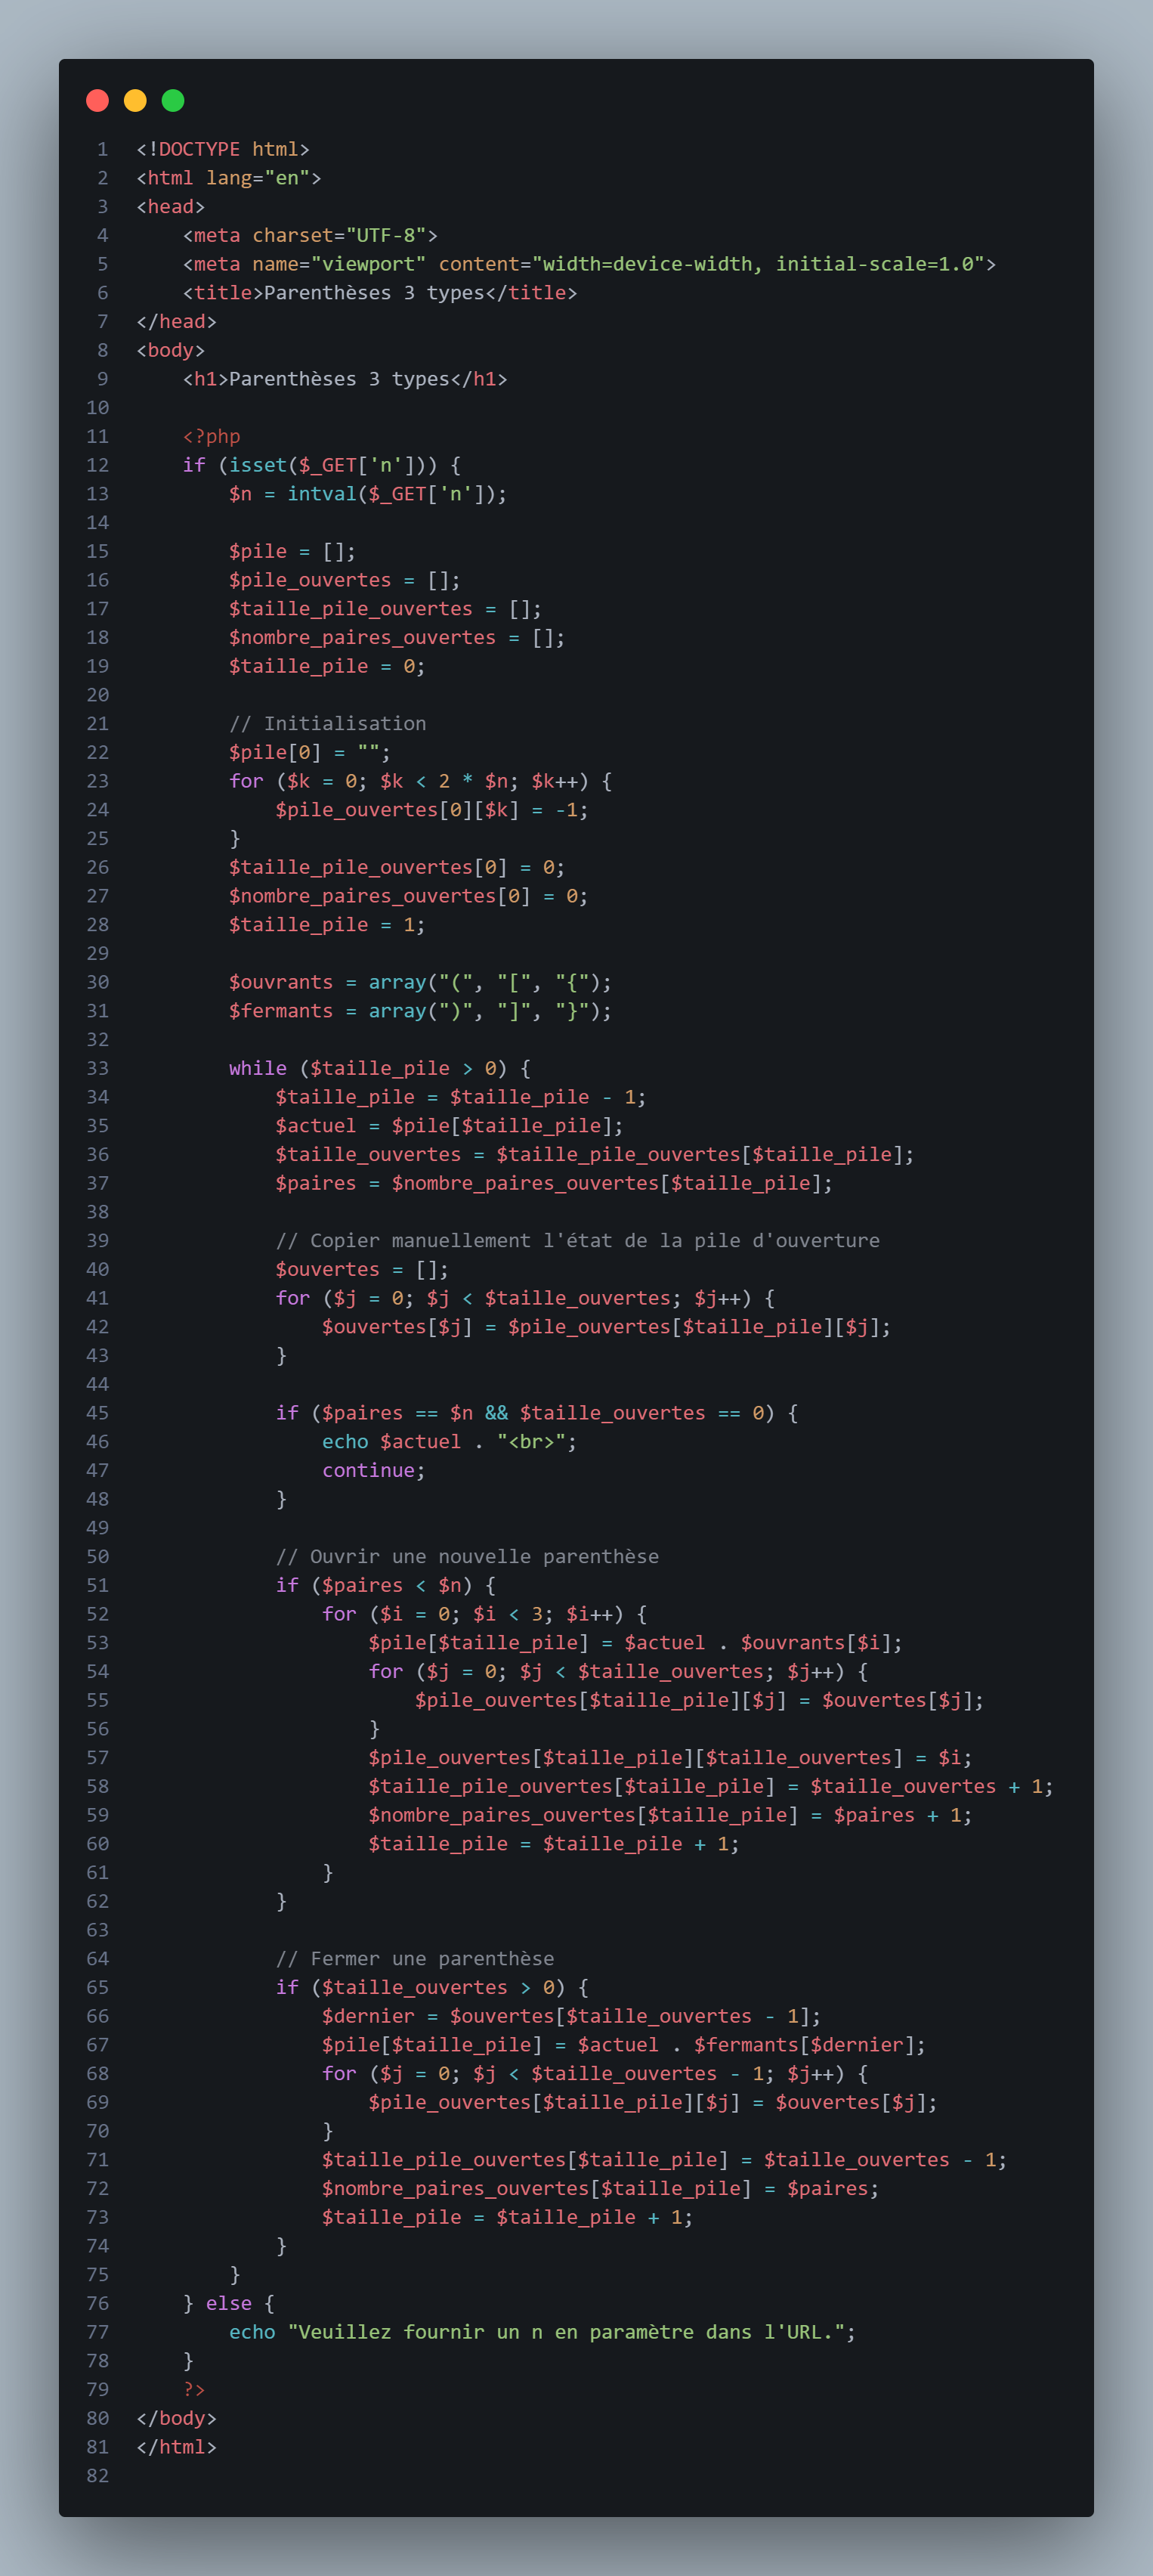 1 <!DOCTYPE html>
2 <html lang="en">
3 <head>
4     <meta charset="UTF-8">
5     <meta name="viewport" content="width=device-width, initial-scale=1.0">
6     <title>Parenthèses 3 types</title>
7 </head>
8 <body>
9     <h1>Parenthèses 3 types</h1>
10
11     <?php
12     if (isset($_GET['n'])) {
13         $n = intval($_GET['n']);
14
15         $pile = [];
16         $pile_ouvertes = [];
17         $taille_pile_ouvertes = [];
18         $nombre_paires_ouvertes = [];
19         $taille_pile = 0;
20
21         // Initialisation
22         $pile[0] = "";
23         for ($k = 0; $k < 2 * $n; $k++) {
24             $pile_ouvertes[0][$k] = -1;
25         }
26         $taille_pile_ouvertes[0] = 0;
27         $nombre_paires_ouvertes[0] = 0;
28         $taille_pile = 1;
29
30         $ouvrants = array("(", "[", "{");
31         $fermants = array(")", "]", "}");
32
33         while ($taille_pile > 0) {
34             $taille_pile = $taille_pile - 1;
35             $actuel = $pile[$taille_pile];
36             $taille_ouvertes = $taille_pile_ouvertes[$taille_pile];
37             $paires = $nombre_paires_ouvertes[$taille_pile];
38
39             // Copier manuellement l'état de la pile d'ouverture
40             $ouvertes = [];
41             for ($j = 0; $j < $taille_ouvertes; $j++) {
42                 $ouvertes[$j] = $pile_ouvertes[$taille_pile][$j];
43             }
44
45             if ($paires == $n && $taille_ouvertes == 0) {
46                 echo $actuel . "<br>";
47                 continue;
48             }
49
50             // Ouvrir une nouvelle parenthèse
51             if ($paires < $n) {
52                 for ($i = 0; $i < 3; $i++) {
53                     $pile[$taille_pile] = $actuel . $ouvrants[$i];
54                     for ($j = 0; $j < $taille_ouvertes; $j++) {
55                         $pile_ouvertes[$taille_pile][$j] = $ouvertes[$j];
56                     }
57                     $pile_ouvertes[$taille_pile][$taille_ouvertes] = $i;
58                     $taille_pile_ouvertes[$taille_pile] = $taille_ouvertes + 1;
59                     $nombre_paires_ouvertes[$taille_pile] = $paires + 1;
60                     $taille_pile = $taille_pile + 1;
61                 }
62             }
63
64             // Fermer une parenthèse
65             if ($taille_ouvertes > 0) {
66                 $dernier = $ouvertes[$taille_ouvertes - 1];
67                 $pile[$taille_pile] = $actuel . $fermants[$dernier];
68                 for ($j = 0; $j < $taille_ouvertes - 1; $j++) {
69                     $pile_ouvertes[$taille_pile][$j] = $ouvertes[$j];
70                 }
71                 $taille_pile_ouvertes[$taille_pile] = $taille_ouvertes - 1;
72                 $nombre_paires_ouvertes[$taille_pile] = $paires;
73                 $taille_pile = $taille_pile + 1;
74             }
75         }
76     } else {
77         echo "Veuillez fournir un n en paramètre dans l'URL.";
78     }
79     ?>
80 </body>
81 </html>
82